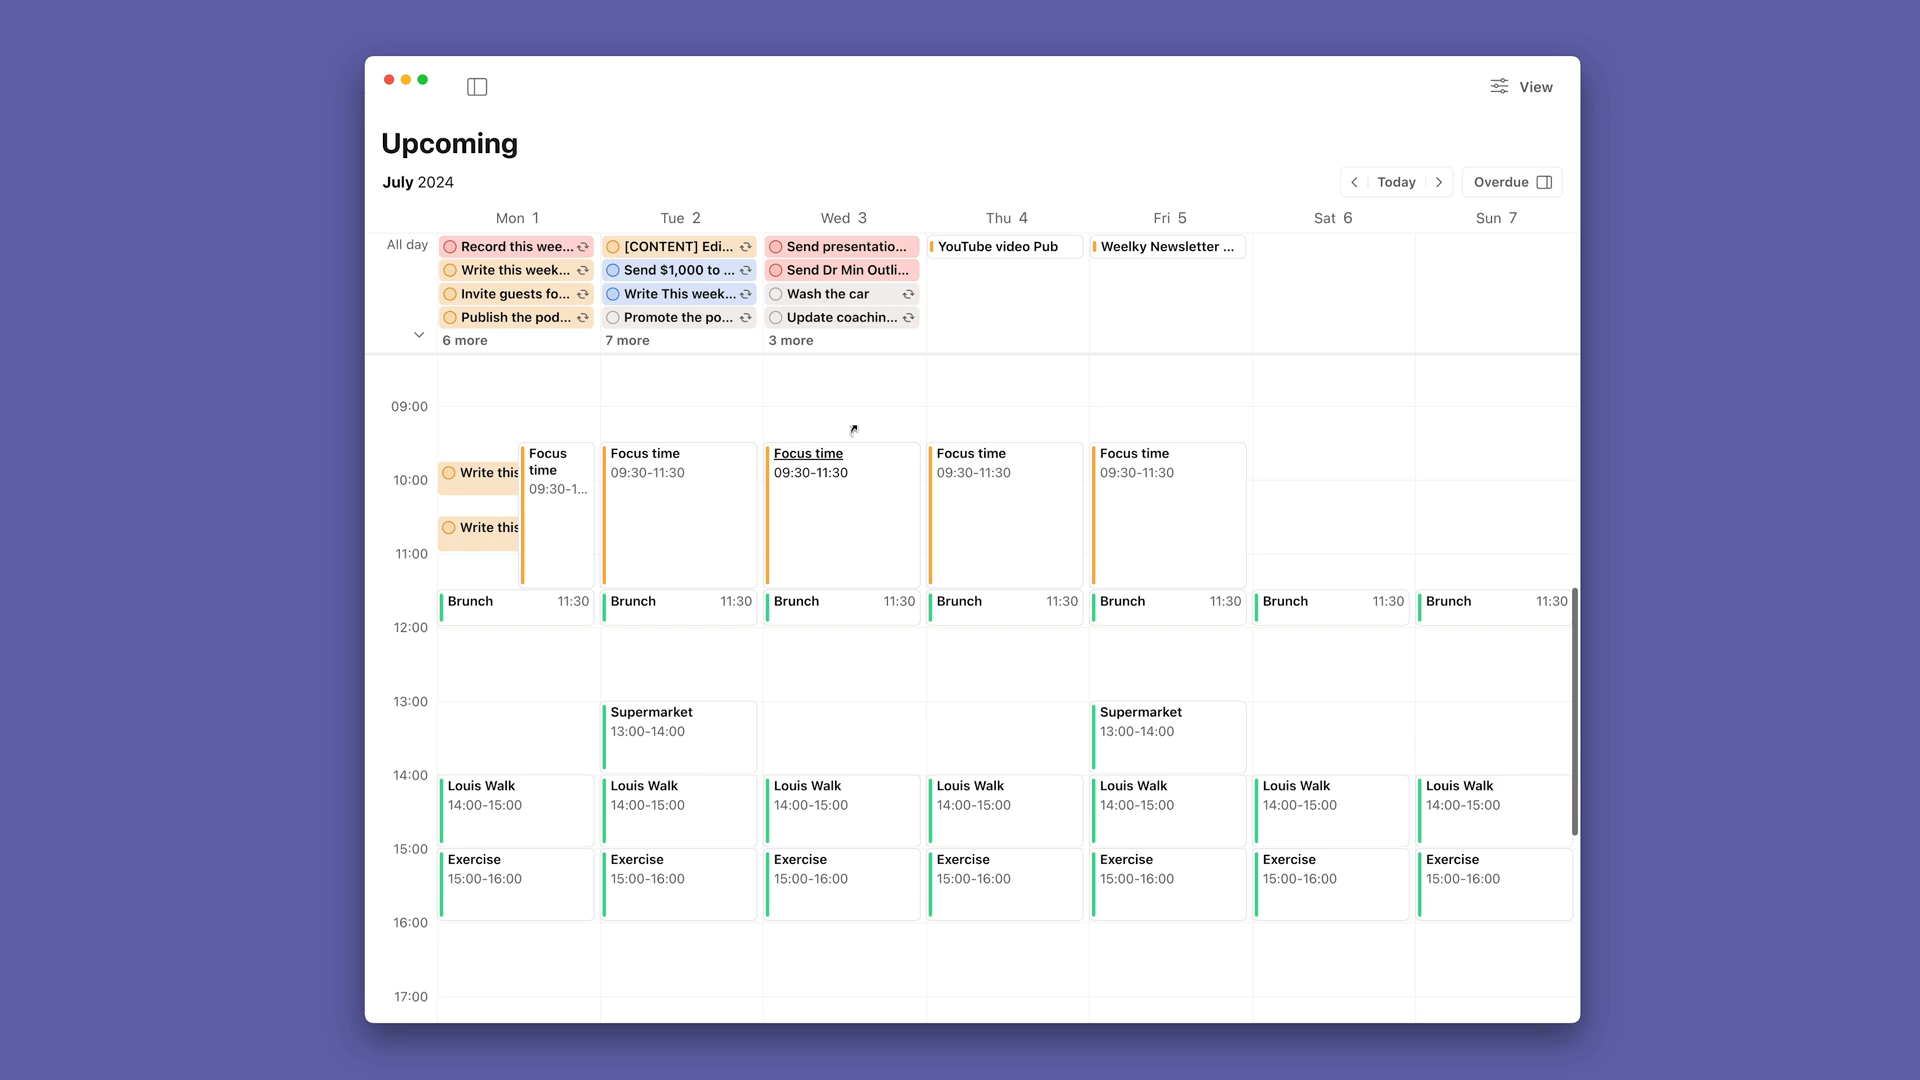 View
Upcoming
July 2024
Today
Overdue
Mon 1
Tue 2
Wed 3
Thu 4
Fri 5
Sat 6
Sun 7
All day
Record this wee...
[CONTENT] Edi...
Send presentatio...
YouTube video Pub
Weelky Newsletter ...
Write this week...
Send $1,000 to ...
Send Dr Min Outli...
Invite guests fo...
Write This week...
Wash the car
Publish the pod...
Promote the po...
Update coachin...
6 more
7 more
3 more
09:00
Focus time
09:30-1...
Focus time
09:30-11:30
Focus time
09:30-11:30
Focus time
09:30-11:30
Focus time
09:30-11:30
Write this
10:00
Write this
11:00
Brunch 11:30
Brunch 11:30
Brunch 11:30
Brunch 11:30
Brunch 11:30
Brunch 11:30
Brunch 11:30
12:00
13:00
Supermarket
13:00-14:00
Supermarket
13:00-14:00
14:00
Louis Walk
14:00-15:00
Louis Walk
14:00-15:00
Louis Walk
14:00-15:00
Louis Walk
14:00-15:00
Louis Walk
14:00-15:00
Louis Walk
14:00-15:00
Louis Walk
14:00-15:00
15:00
Exercise
15:00-16:00
Exercise
15:00-16:00
Exercise
15:00-16:00
Exercise
15:00-16:00
Exercise
15:00-16:00
Exercise
15:00-16:00
Exercise
15:00-16:00
16:00
17:00